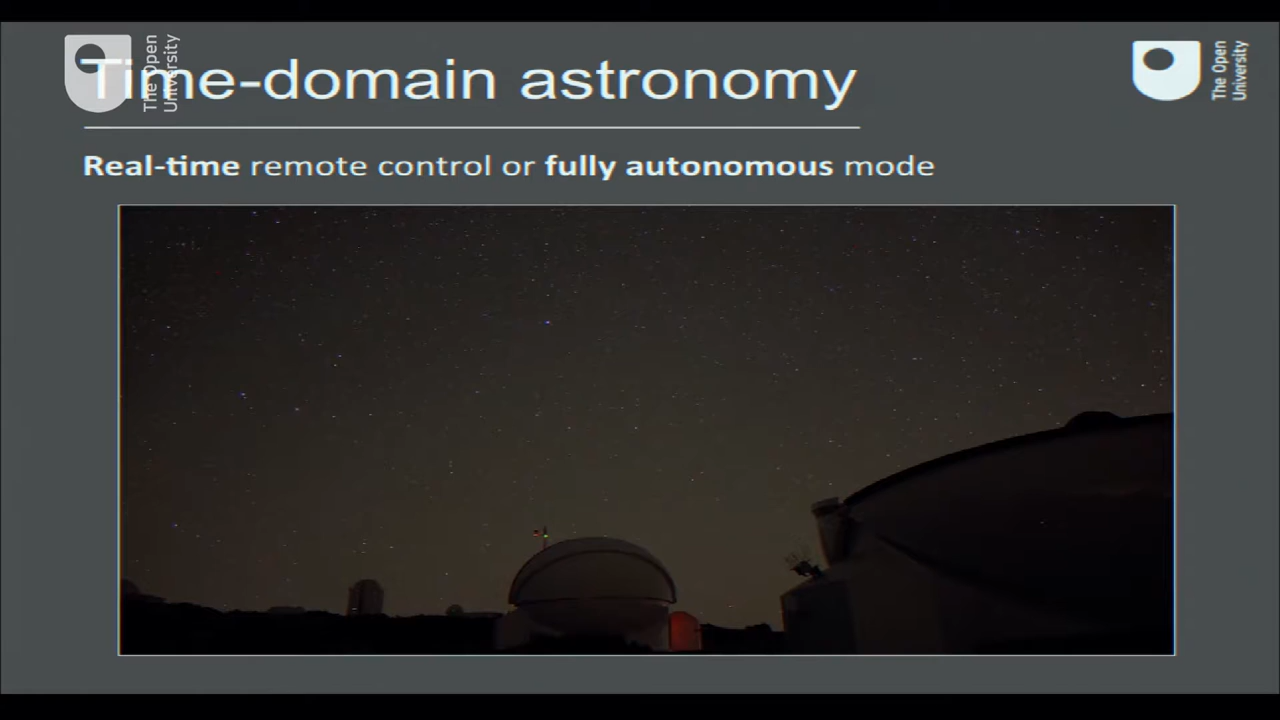 Time-domain astronomy
The Open
University
The Open
University
Real-time remote control or fully autonomous mode